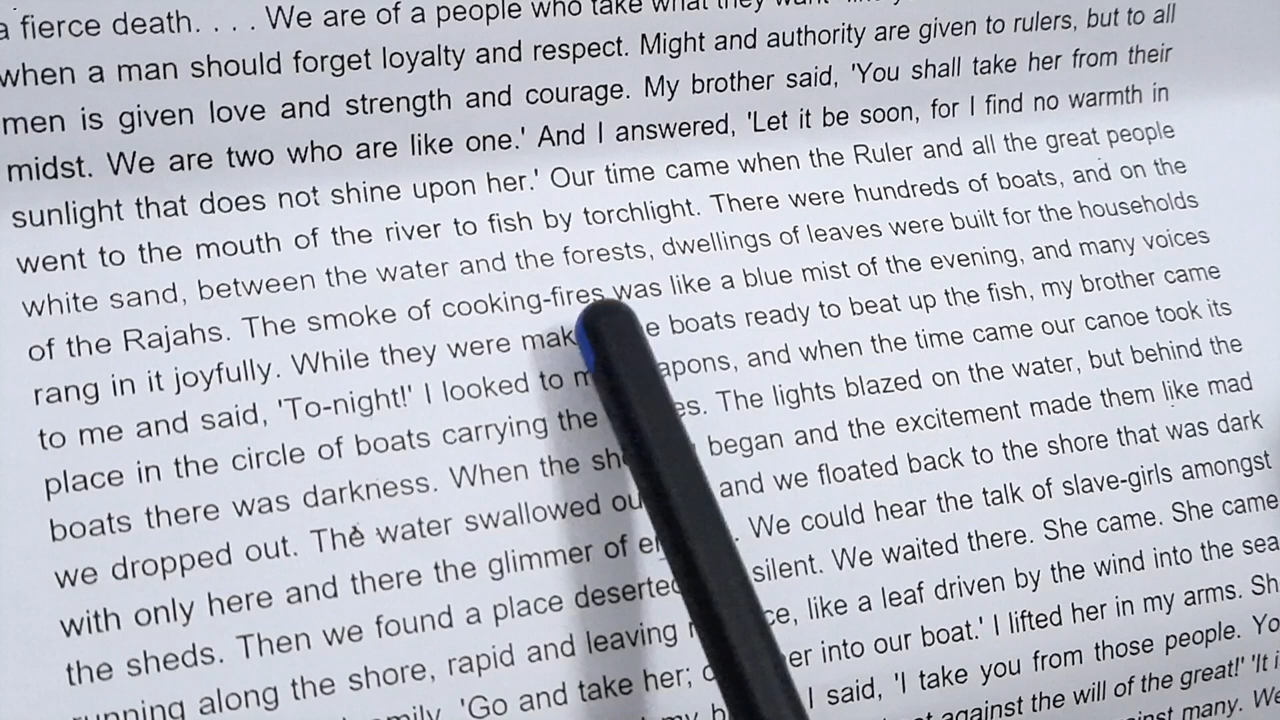 a fierce death. . . . We are of a people who take what they want
when a man should forget loyalty and respect. Might and authority are given to rulers, but to all
men is given love and strength and courage. My brother said, 'You shall take her from their
midst. We are two who are like one.' And I answered, 'Let it be soon, for I find no warmth in
sunlight that does not shine upon her.' Our time came when the Ruler and all the great people
went to the mouth of the river to fish by torchlight. There were hundreds of boats, and on the
white sand, between the water and the forests, dwellings of leaves were built for the households
of the Rajahs. The smoke of cooking-fires was like a blue mist of the evening, and many voices
rang in it joyfully. While they were boats ready to beat up the fish, my brother came
to me and said, 'To-night!' I looked to and when the time came our canoe took its
place in the circle of boats carrying the The lights blazed on the water, but behind the
boats there was darkness. When the began and the excitement made them like mad
we dropped out. The water swallowed and we floated back to the shore that was dark
with only here and there the glimmer of We could hear the talk of slave-girls amongst
the sheds. Then we found a place deserted silent. We waited there. She came. She came
running along the shore, rapid and leaving like a leaf driven by the wind into the sea
'Go and take her; into our boat.' I lifted her in my arms.
I said, 'I take you from those people.
against the will of the great!' 'It
many.